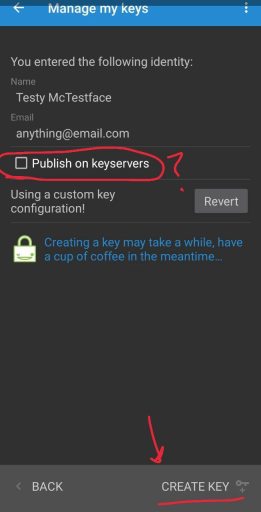 Manage my keys
You entered the following identity:
Name
Testy McTestface
Email
anything@email.com
Publish on keyservers
?
Using a custom key
configuration!
Revert
Creating a key may take a while, have
a cup of coffee in the meantime...
BACK
CREATE KEY